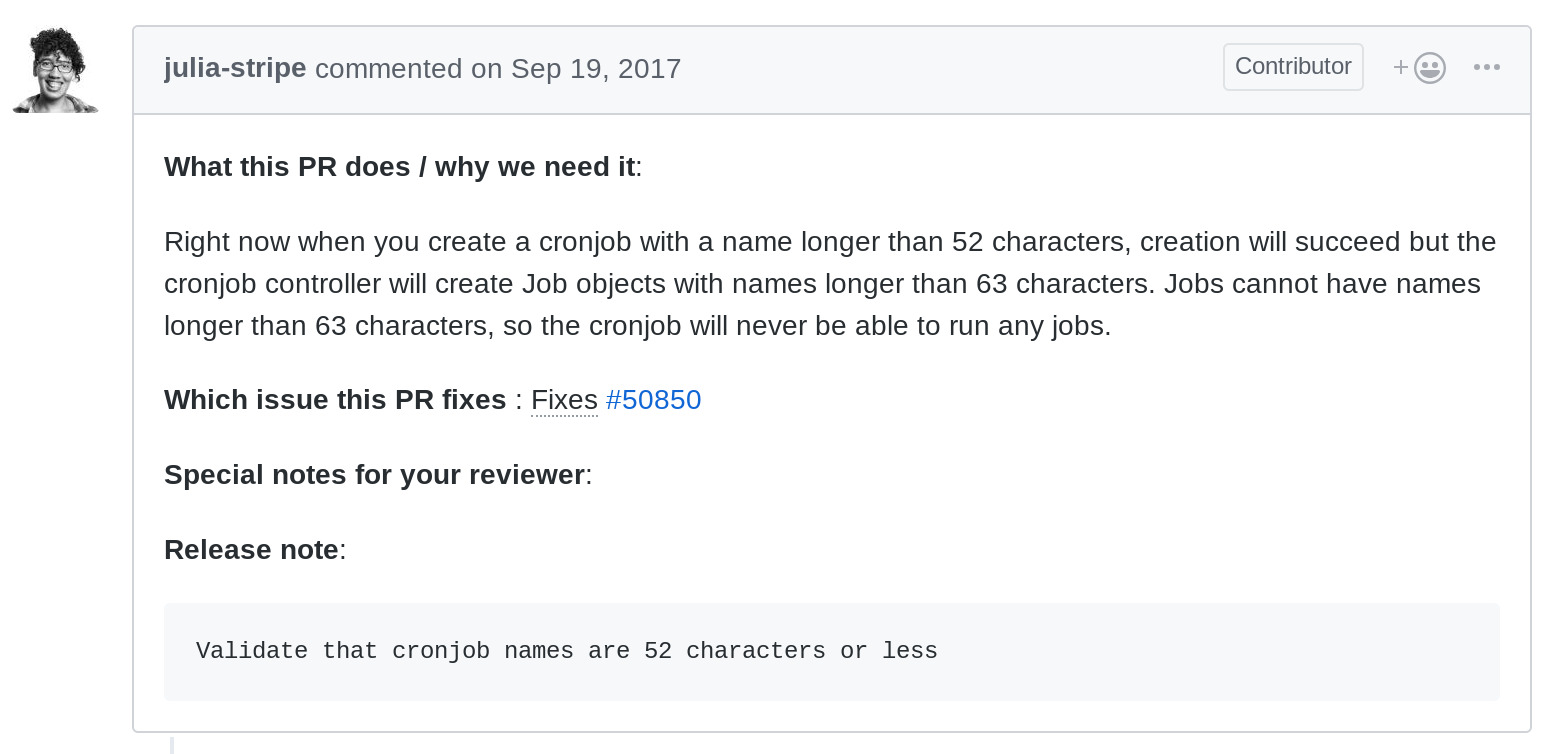 julia-stripe commented on Sep 19, 2017 Contributor
What this PR does / why we need it:
Right now when you create a cronjob with a name longer than 52 characters, creation will succeed but the
cronjob controller will create Job objects with names longer than 63 characters. Jobs cannot have names
longer than 63 characters, so the cronjob will never be able to run any jobs.
Which issue this PR fixes : Fixes #50850
Special notes for your reviewer:
Release note:
Validate that cronjob names are 52 characters or less